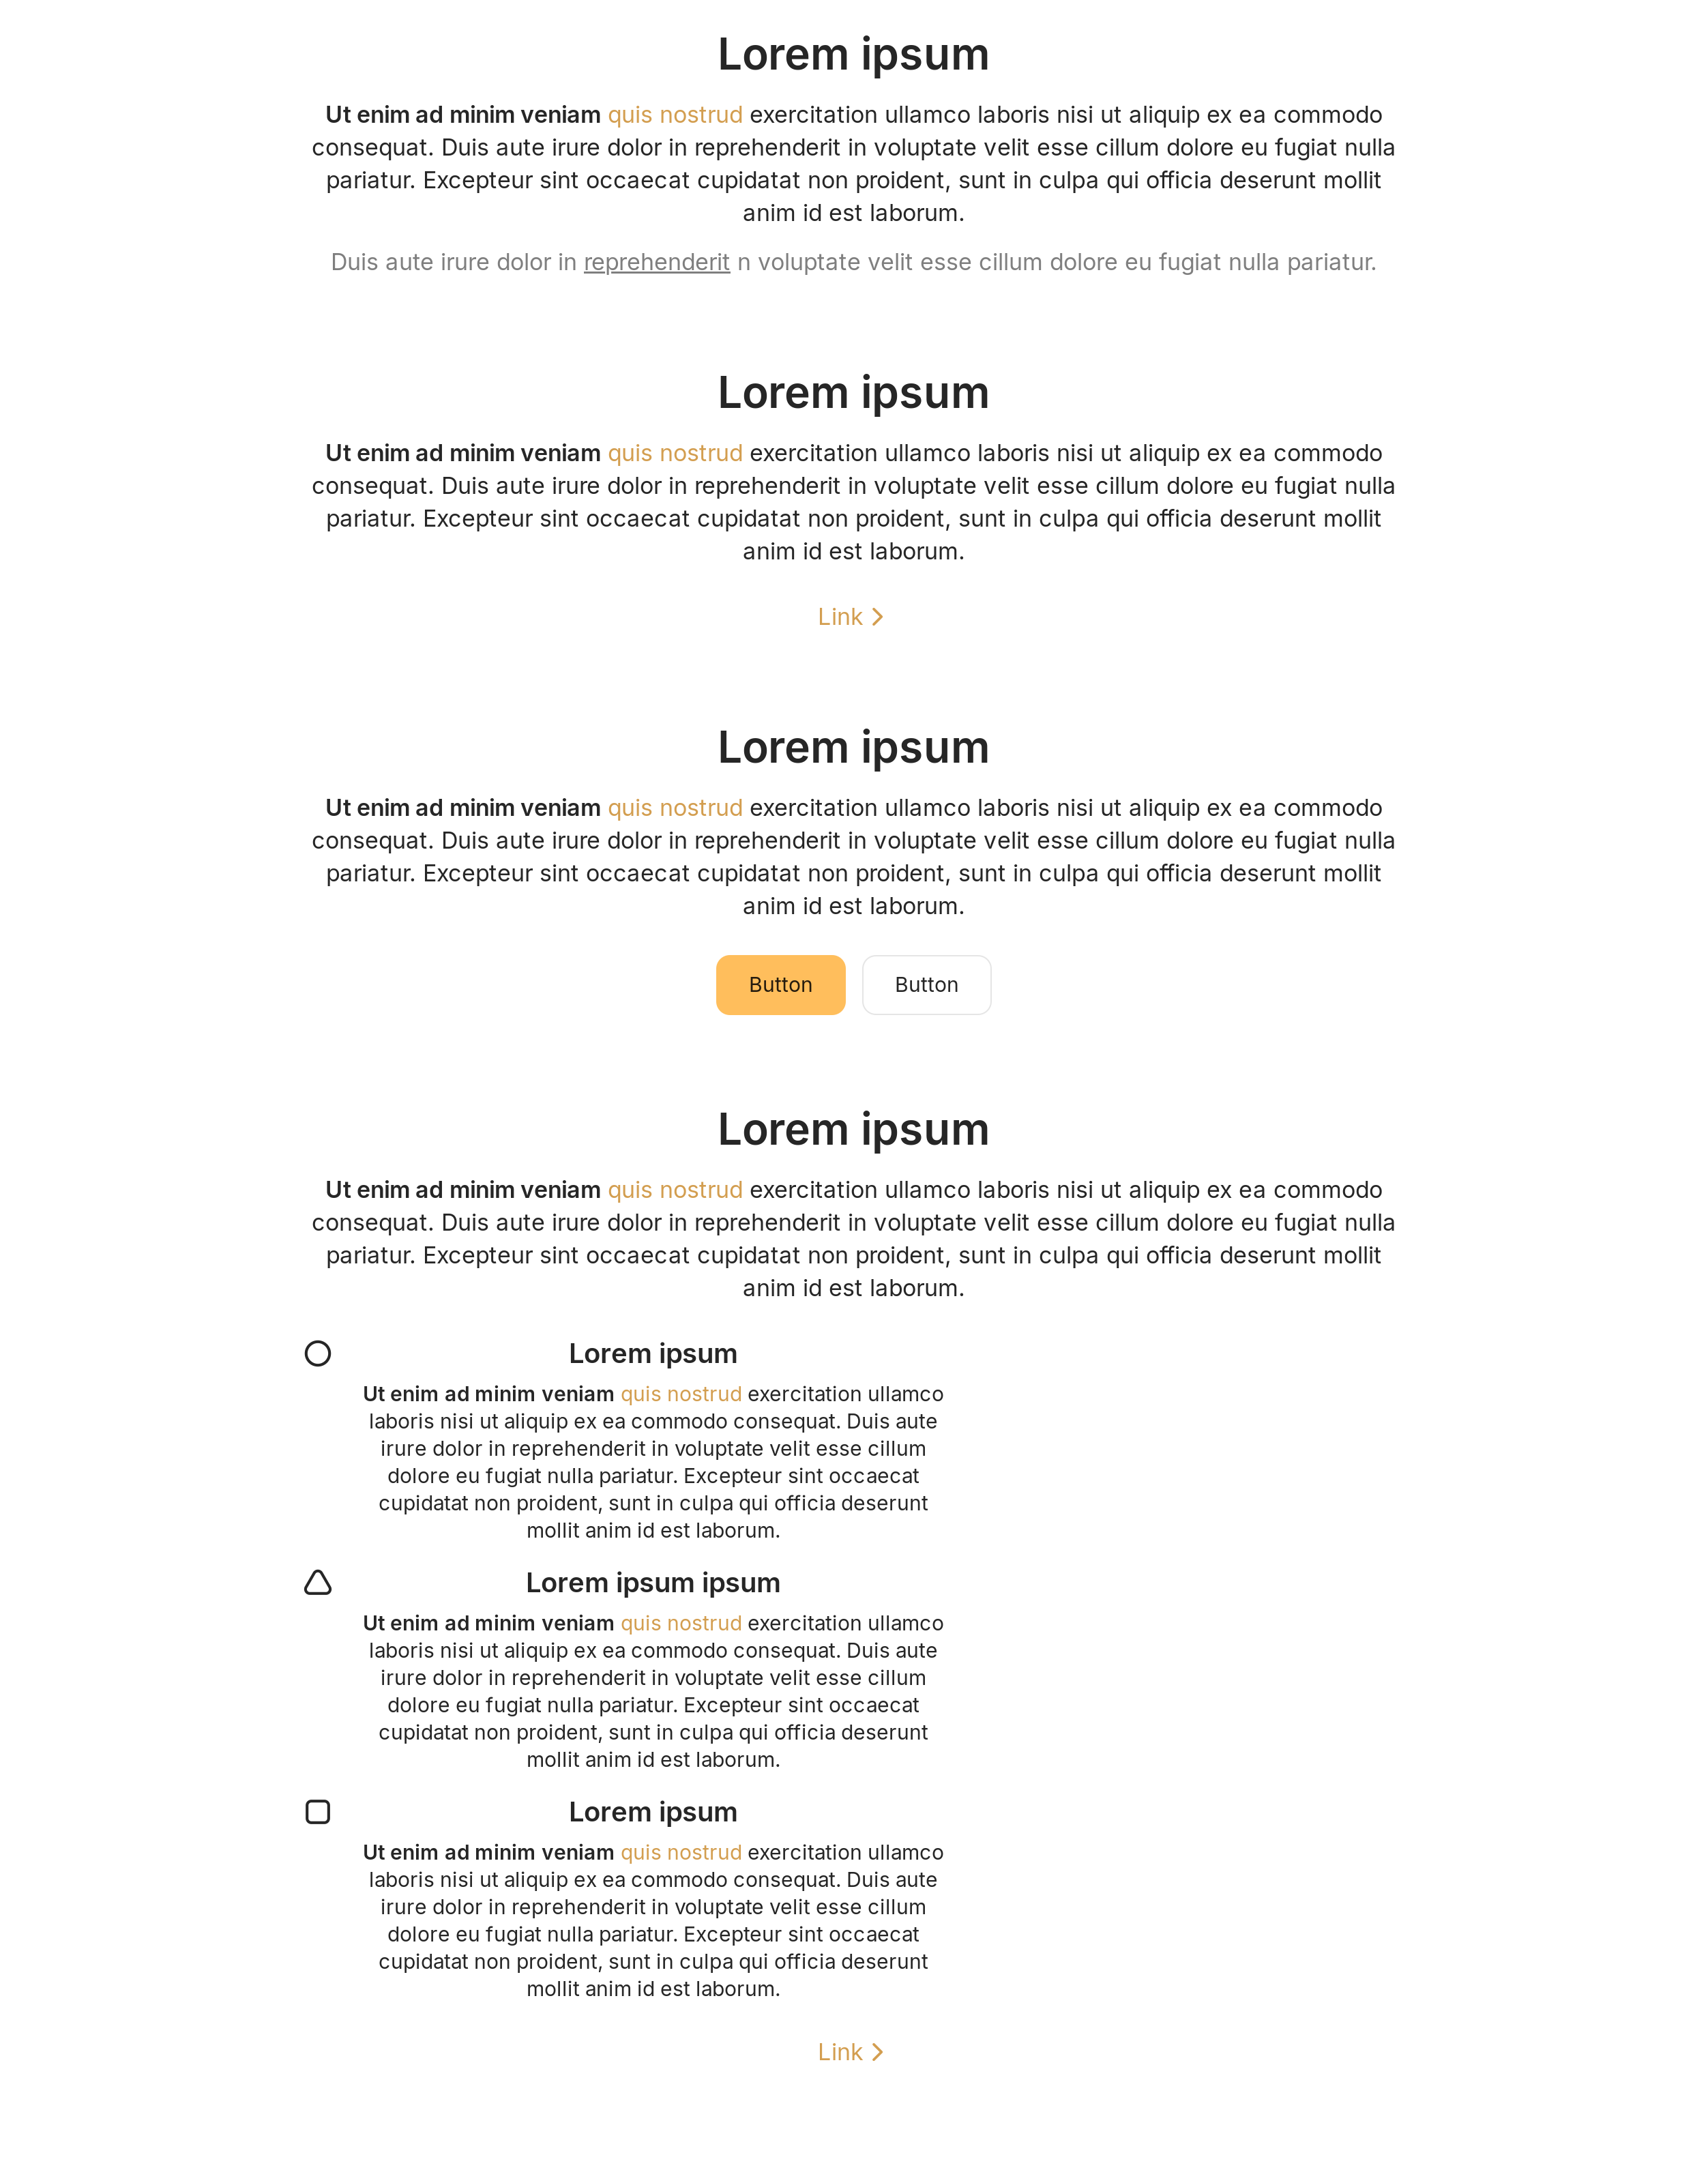 Lorem ipsum
Ut enim ad minim veniam quis nostrud exercitation ullamco laboris nisi ut aliquip ex ea commodo
consequat. Duis aute irure dolor in reprehenderit in voluptate velit esse cillum dolore eu fugiat nulla
pariatur. Excepteur sint occaecat cupidatat non proident, sunt in culpa qui officia deserunt mollit
anim id est laborum.
Duis aute irure dolor in reprehenderit n voluptate velit esse cillum dolore eu fugiat nulla pariatur.
Lorem ipsum
Ut enim ad minim veniam quis nostrud exercitation ullamco laboris nisi ut aliquip ex ea commodo
consequat. Duis aute irure dolor in reprehenderit in voluptate velit esse cillum dolore eu fugiat nulla
pariatur. Excepteur sint occaecat cupidatat non proident, sunt in culpa qui officia deserunt mollit
anim id est laborum.
Link
Lorem ipsum
Ut enim ad minim veniam quis nostrud exercitation ullamco laboris nisi ut aliquip ex ea commodo
consequat. Duis aute irure dolor in reprehenderit in voluptate velit esse cillum dolore eu fugiat nulla
pariatur. Excepteur sint occaecat cupidatat non proident, sunt in culpa qui officia deserunt mollit
anim id est laborum.
Button Button
Lorem ipsum
Ut enim ad minim veniam quis nostrud exercitation ullamco laboris nisi ut aliquip ex ea commodo
consequat. Duis aute irure dolor in reprehenderit in voluptate velit esse cillum dolore eu fugiat nulla
pariatur. Excepteur sint occaecat cupidatat non proident, sunt in culpa qui officia deserunt mollit
anim id est laborum.
Lorem ipsum
Ut enim ad minim veniam quis nostrud exercitation ullamco
laboris nisi ut aliquip ex ea commodo consequat. Duis aute
irure dolor in reprehenderit in voluptate velit esse cillum
dolore eu fugiat nulla pariatur. Excepteur sint occaecat
cupidatat non proident, sunt in culpa qui officia deserunt
mollit anim id est laborum.
Lorem ipsum ipsum
Ut enim ad minim veniam quis nostrud exercitation ullamco
laboris nisi ut aliquip ex ea commodo consequat. Duis aute
irure dolor in reprehenderit in voluptate velit esse cillum
dolore eu fugiat nulla pariatur. Excepteur sint occaecat
cupidatat non proident, sunt in culpa qui officia deserunt
mollit anim id est laborum.
Lorem ipsum
Ut enim ad minim veniam quis nostrud exercitation ullamco
laboris nisi ut aliquip ex ea commodo consequat. Duis aute
irure dolor in reprehenderit in voluptate velit esse cillum
dolore eu fugiat nulla pariatur. Excepteur sint occaecat
cupidatat non proident, sunt in culpa qui officia deserunt
mollit anim id est laborum.
Link